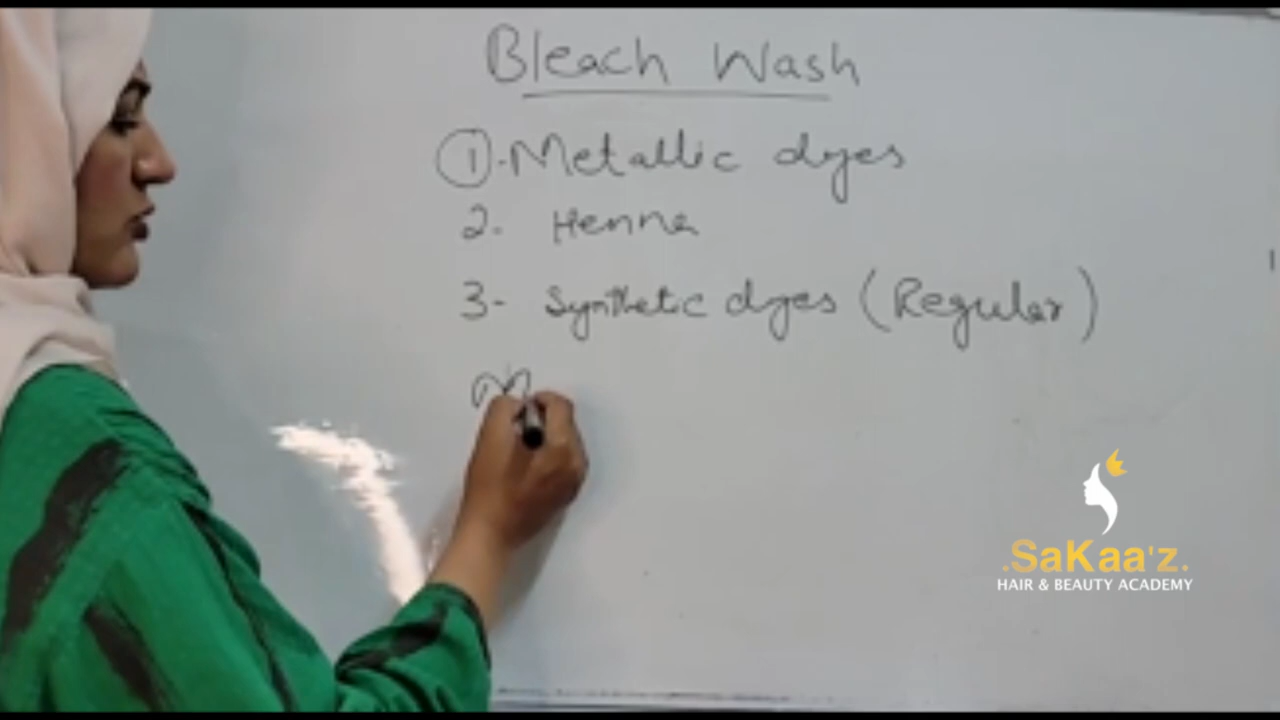 Bleach Wash
①-Metallic dyes
2- Henna
3- Synthetic dyes (Regular)
M
.SaKaa'z.
HAIR & BEAUTY ACADEMY